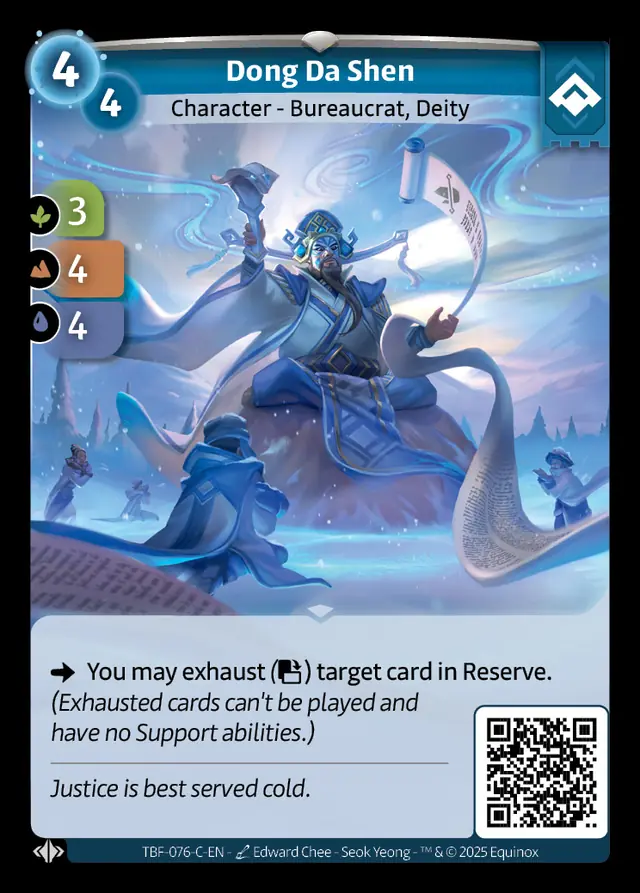 4
Dong Da Shen
4
Character - Bureaucrat, Deity
3
4
4
➔ You may exhaust () target card in Reserve.
(Exhausted cards can't be played and
have no Support abilities.)
Justice is best served cold.
TBF-076-C-EN - Edward Chee - Seok Yeong - ™ & © 2025 Equinox